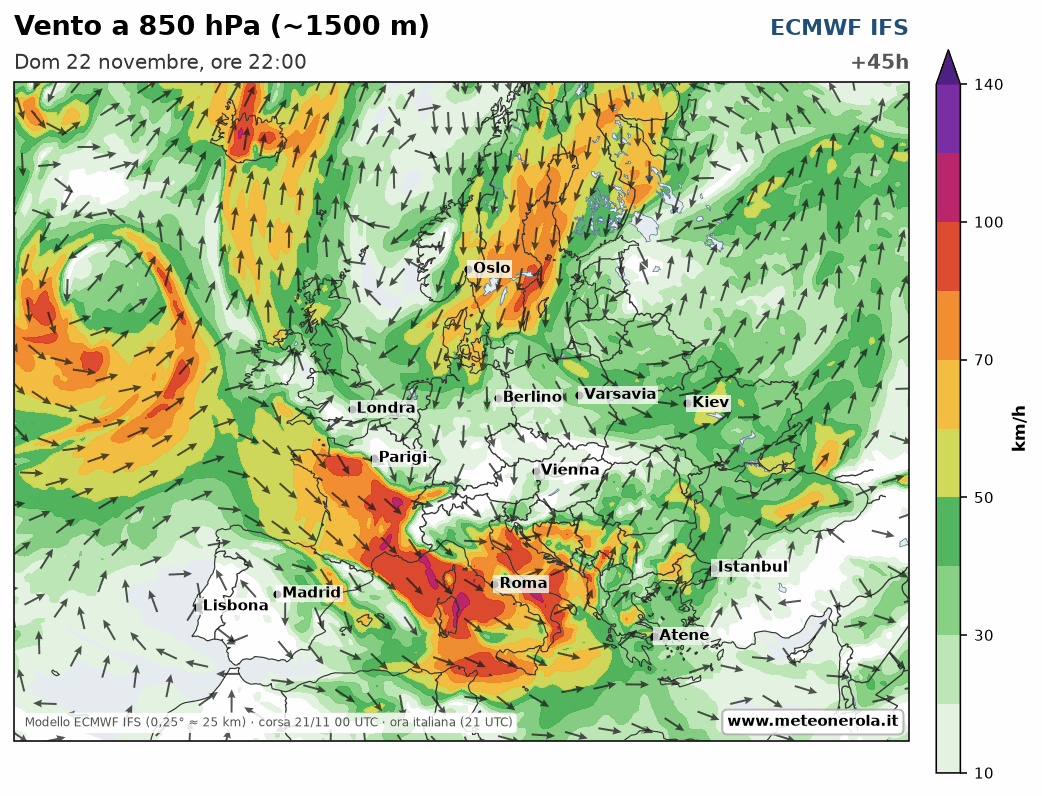 Vento a 850 hPa (~1500 m)
ECMWF IFS
Dom 22 novembre, ore 22:00
+45h
140
100
70
50
30
10
km/h
Oslo
Berlino
Varsavia
Kiev
Londra
Parigi
Vienna
Istanbul
Roma
Madrid
Lisbona
Atene
Modello ECMWF IFS (0,25° ≈ 25 km) · corsa 21/11 00 UTC · ora italiana (21 UTC)
www.meteonerola.it